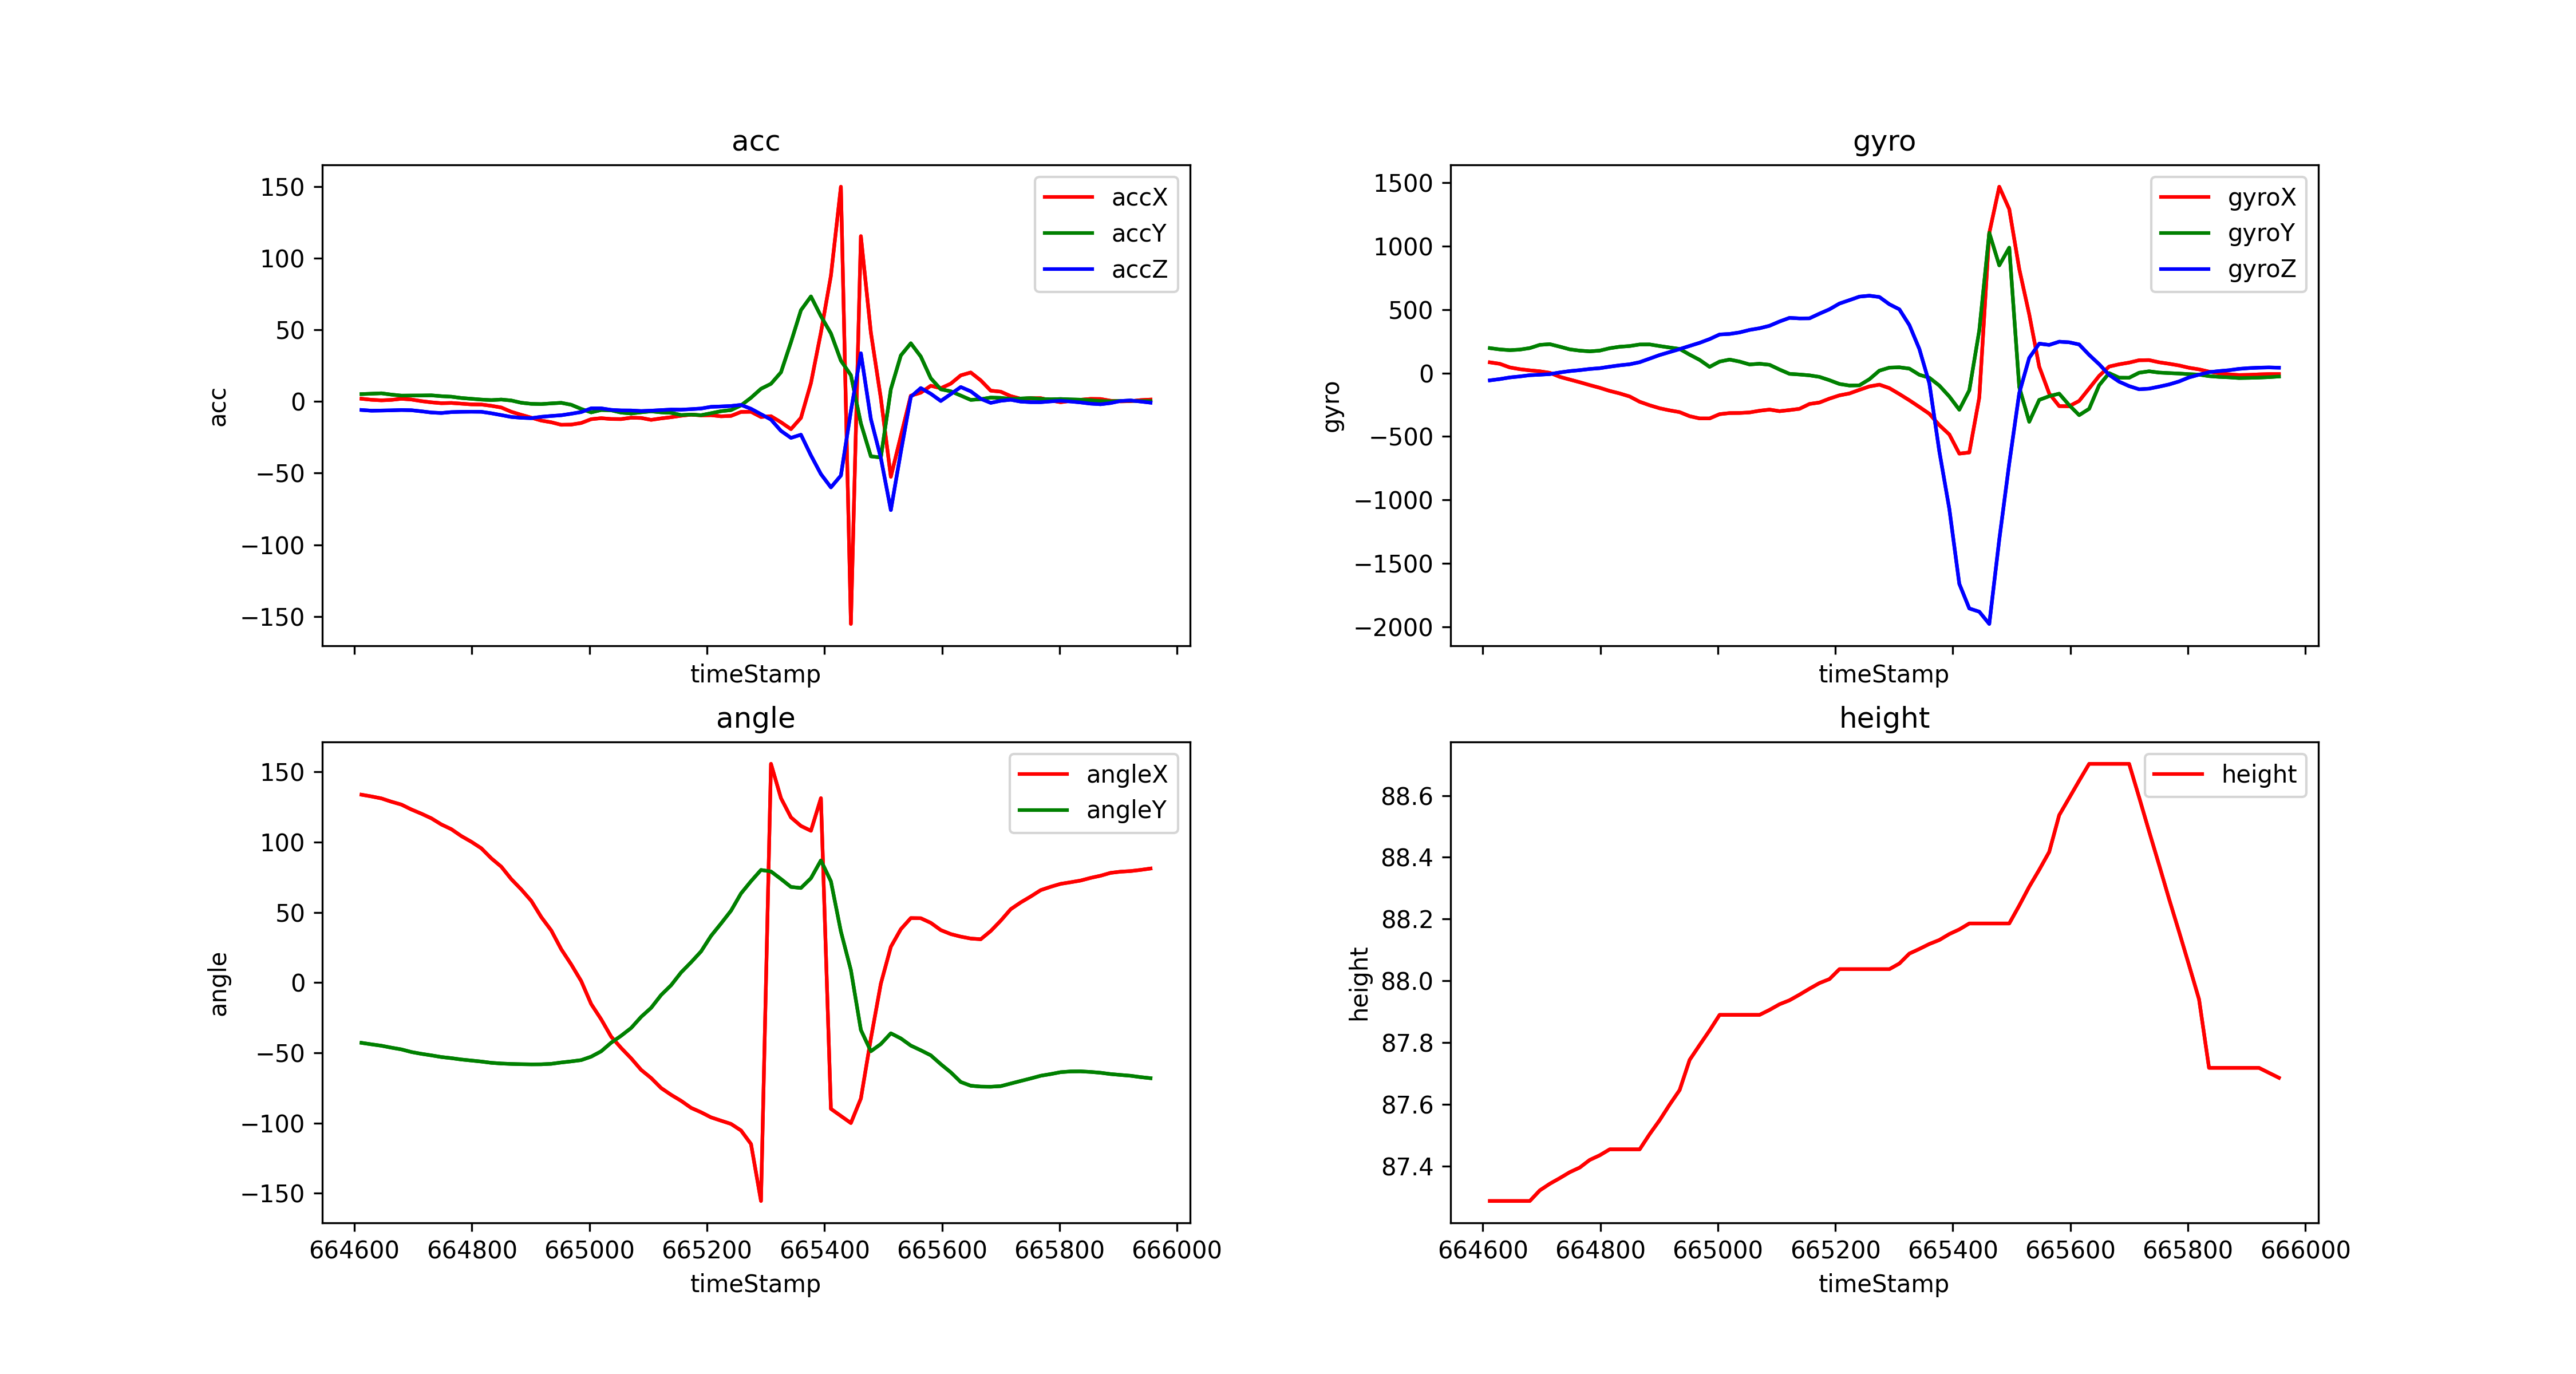 acc
150
100
50
0
−50
−100
−150
acc
accX
accY
accZ
timeStamp
gyro
1500
1000
500
0
−500
−1000
−1500
−2000
gyro
gyroX
gyroY
gyroZ
timeStamp
angle
150
100
50
0
−50
−100
−150
angle
angleX
angleY
664600 664800 665000 665200 665400 665600 665800 666000
timeStamp
height
88.6
88.4
88.2
88.0
87.8
87.6
87.4
height
height
664600 664800 665000 665200 665400 665600 665800 666000
timeStamp